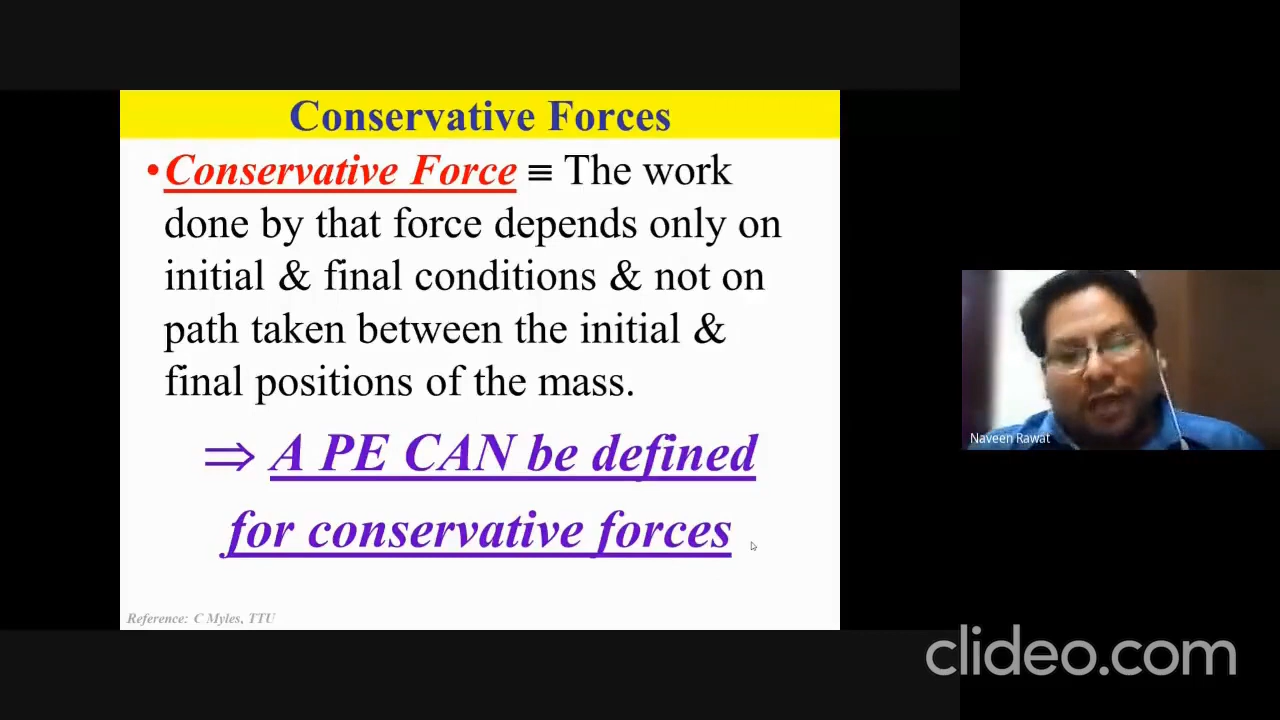 Conservative Forces
•Conservative Force ≡ The work
done by that force depends only on
initial & final conditions & not on
path taken between the initial &
final positions of the mass.
⇒ A PE CAN be defined
for conservative forces
Reference: C Myles, TTU
Naveen Rawat
clideo.com